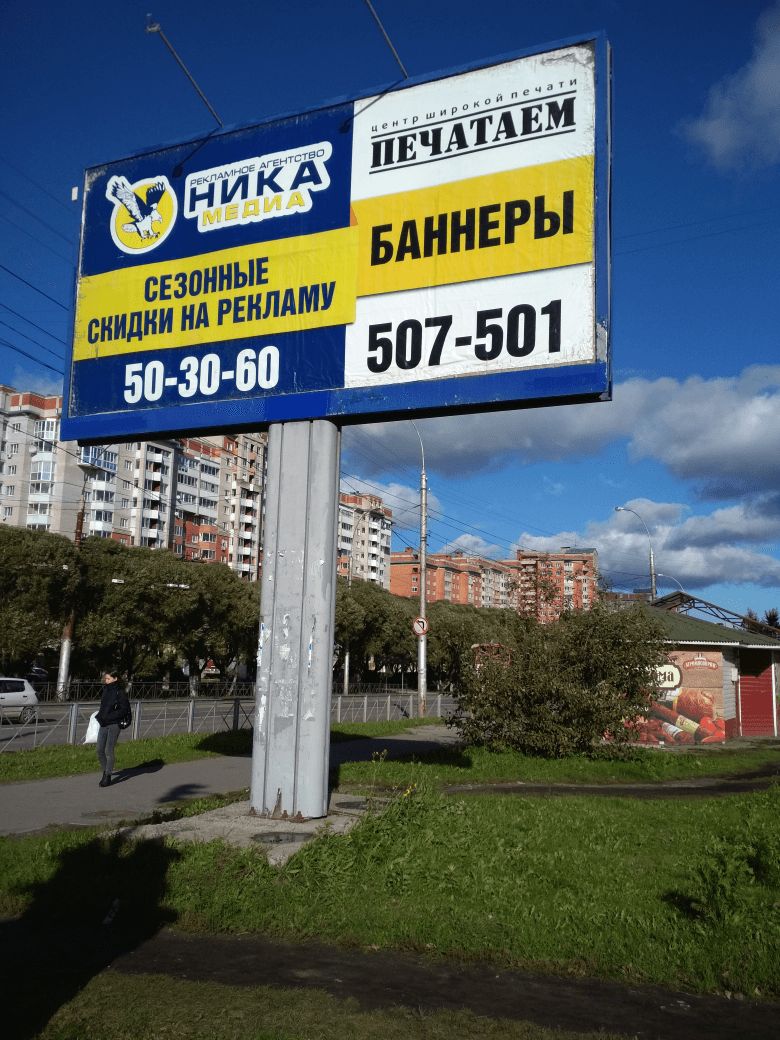 РЕКЛАМНОЕ АГЕНТСТВО
НИКА
МЕДИА
СЕЗОННЫЕ
СКИДКИ НА РЕКЛАМУ
50-30-60
центр широкой печати
ПЕЧАТАЕМ
БАННЕРЫ
507-501